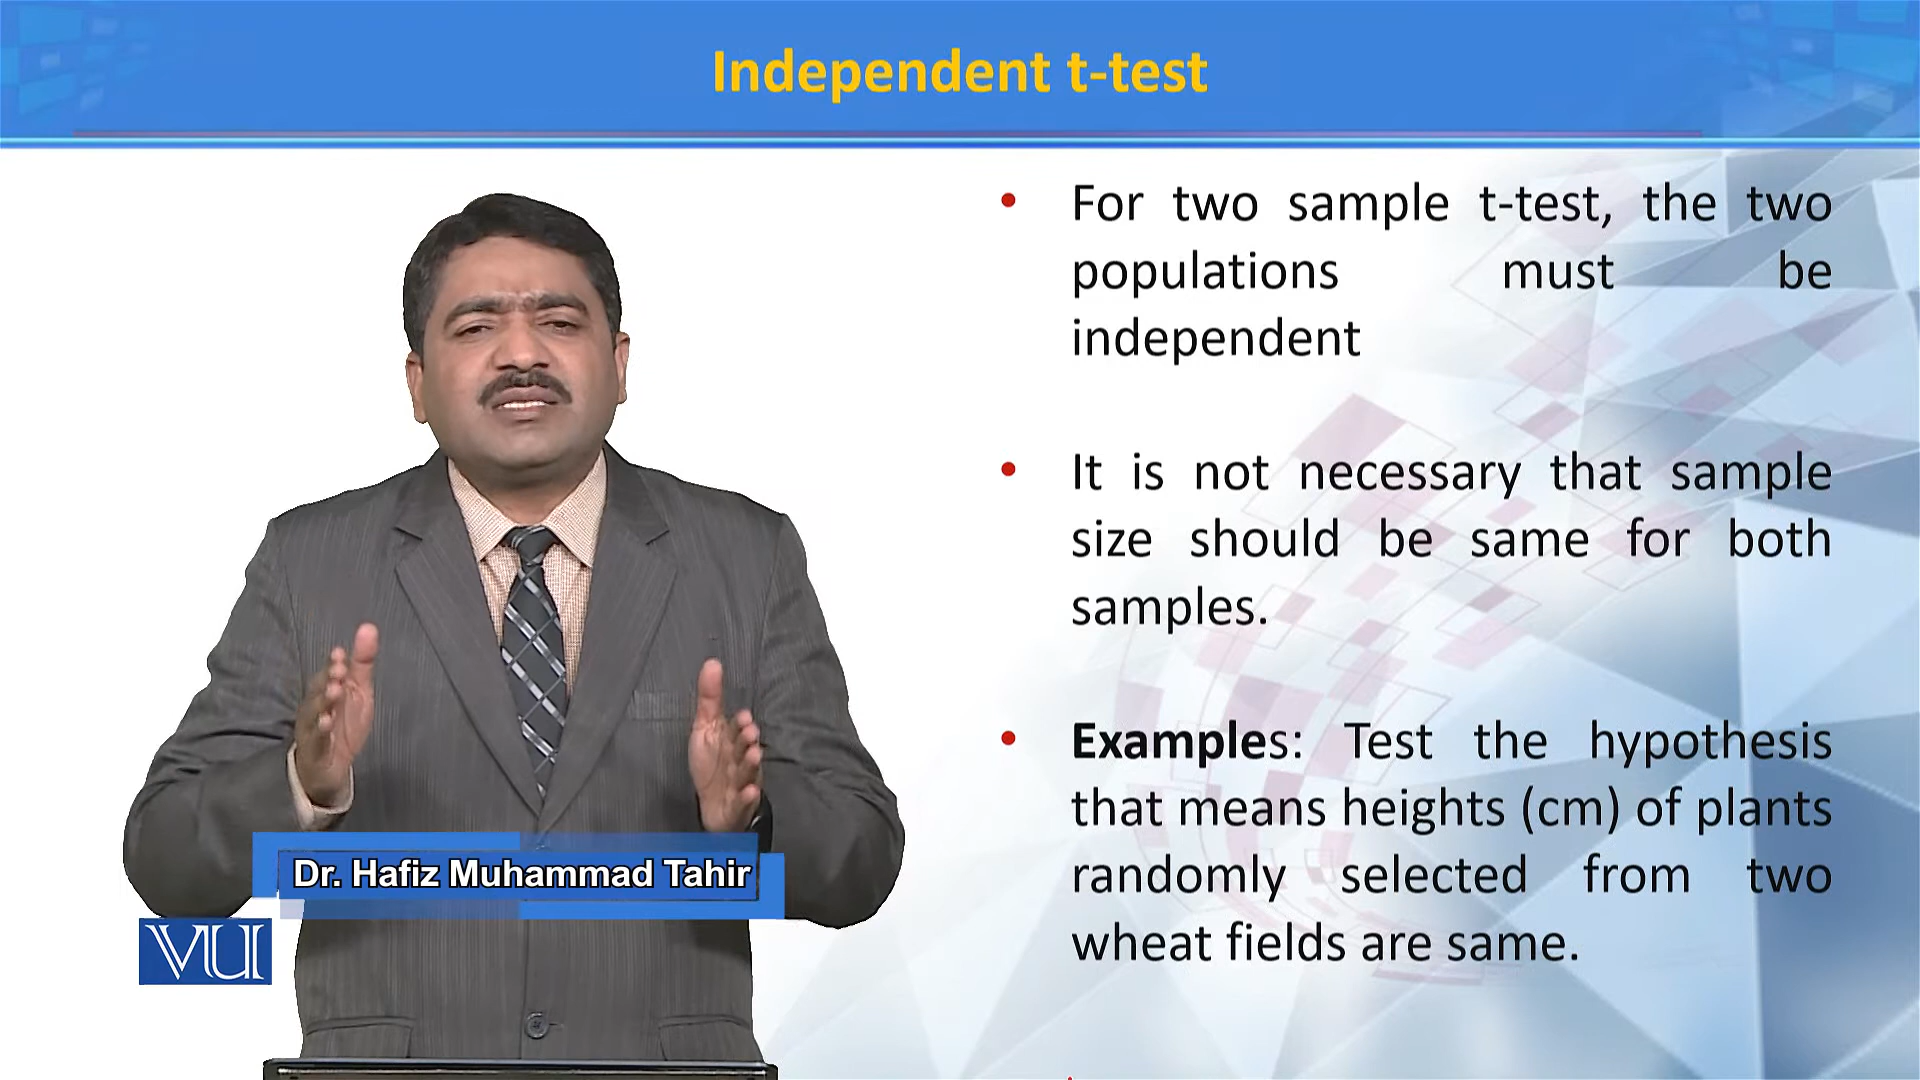 Independent t-test
• For two sample t-test, the two
populations must be
independent
• It is not necessary that sample
size should be same for both
samples.
• Examples: Test the hypothesis
that means heights (cm) of plants
randomly selected from two
wheat fields are same.
Dr. Hafiz Muhammad Tahir
VU